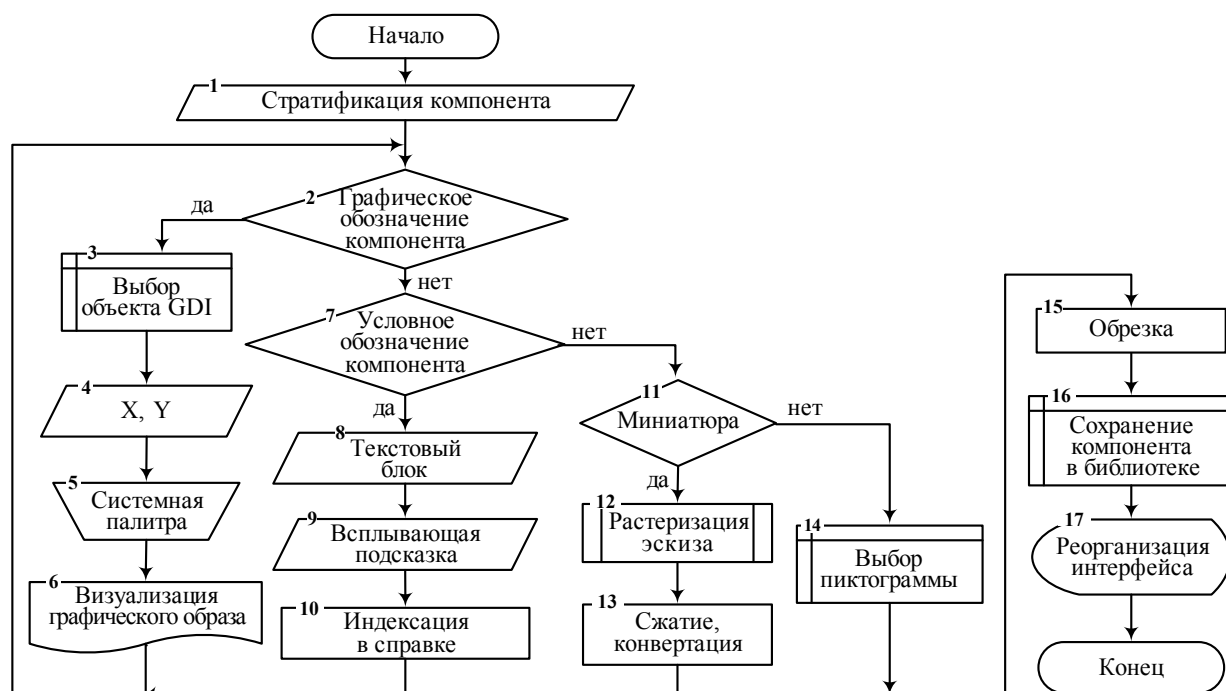 Начало
1
Стратификация компонента
2
Графическое
обозначение
компонента
да
нет
3
Выбор
объекта GDI
4
X, Y
5
Системная
палитра
6
Визуализация
графического образа
7
Условное
обозначение
компонента
нет
да
8
Текстовый
блок
9
Всплывающая
подсказка
10
Индексация
в справке
11
Миниатюра
нет
да
12
Растеризация
эскиза
13
Сжатие,
конвертация
14
Выбор
пиктограммы
15
Обрезка
16
Сохранение
компонента
в библиотеке
17
Реорганизация
интерфейса
Конец